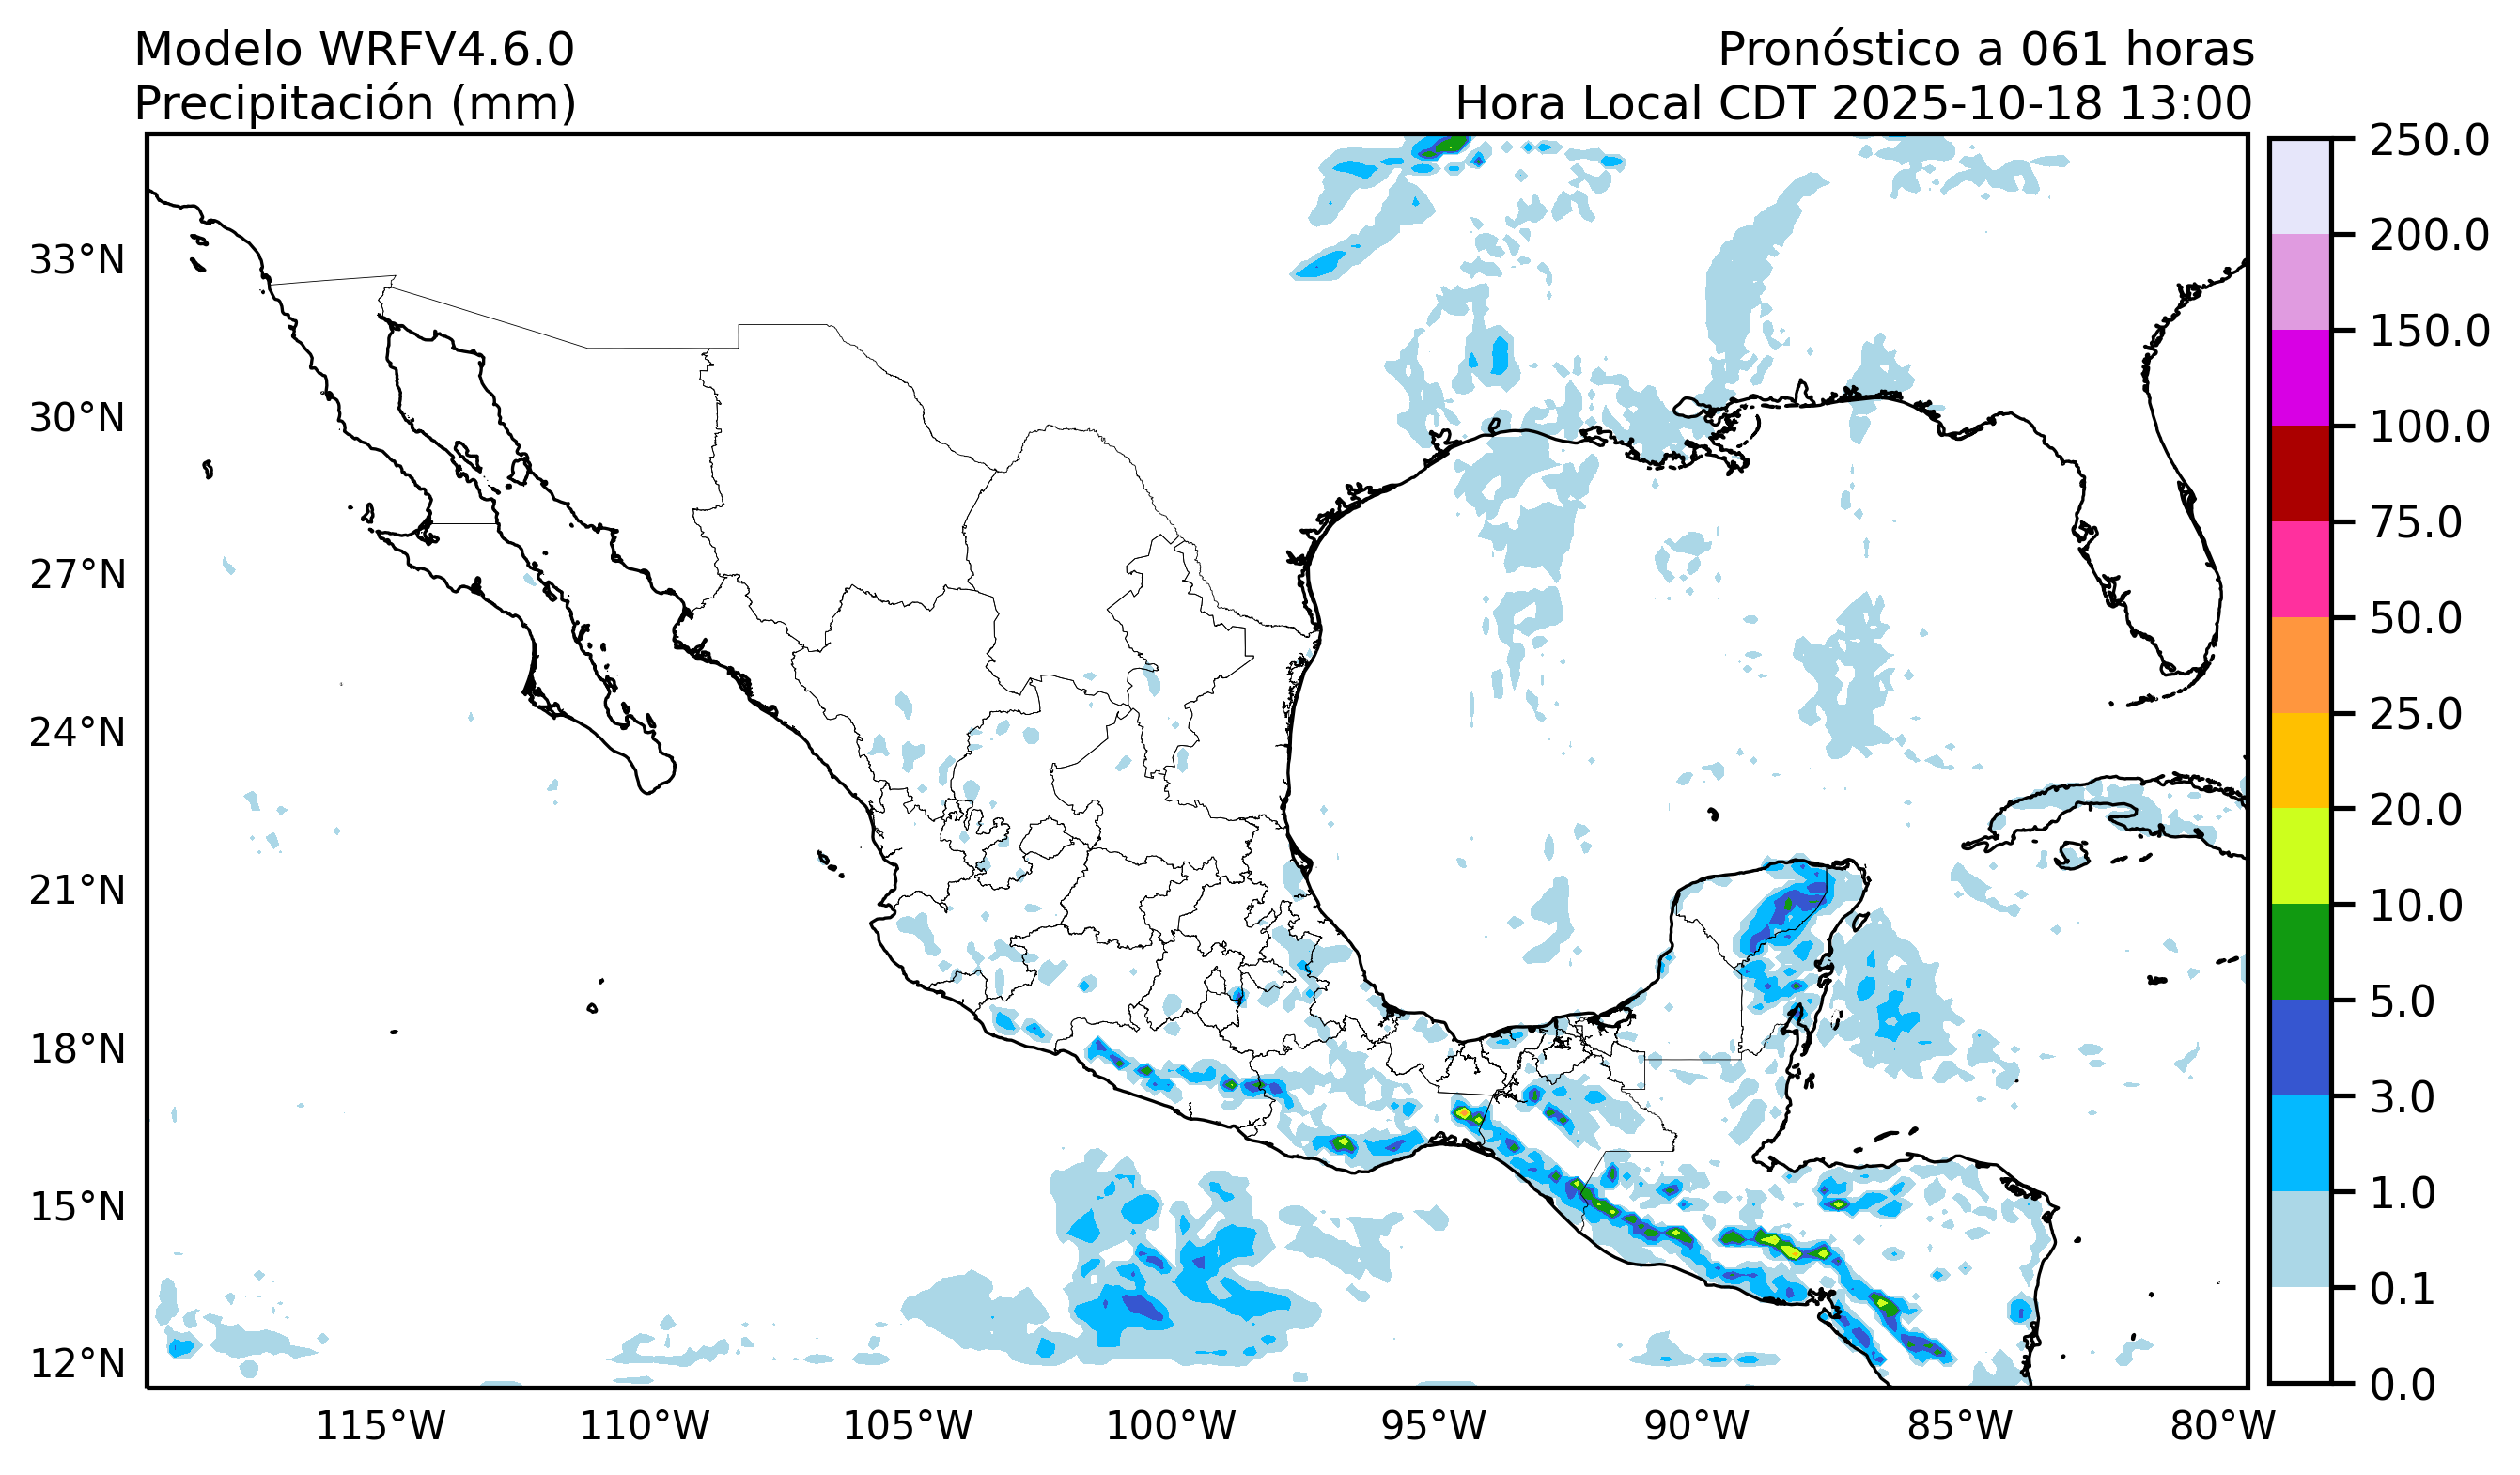 Modelo WRFV4.6.0
Precipitación (mm)
Pronóstico a 061 horas
Hora Local CDT 2025-10-18 13:00
33°N
30°N
27°N
24°N
21°N
18°N
15°N
12°N
115°W
110°W
105°W
100°W
95°W
90°W
85°W
80°W
250.0
200.0
150.0
100.0
75.0
50.0
25.0
20.0
10.0
5.0
3.0
1.0
0.1
0.0